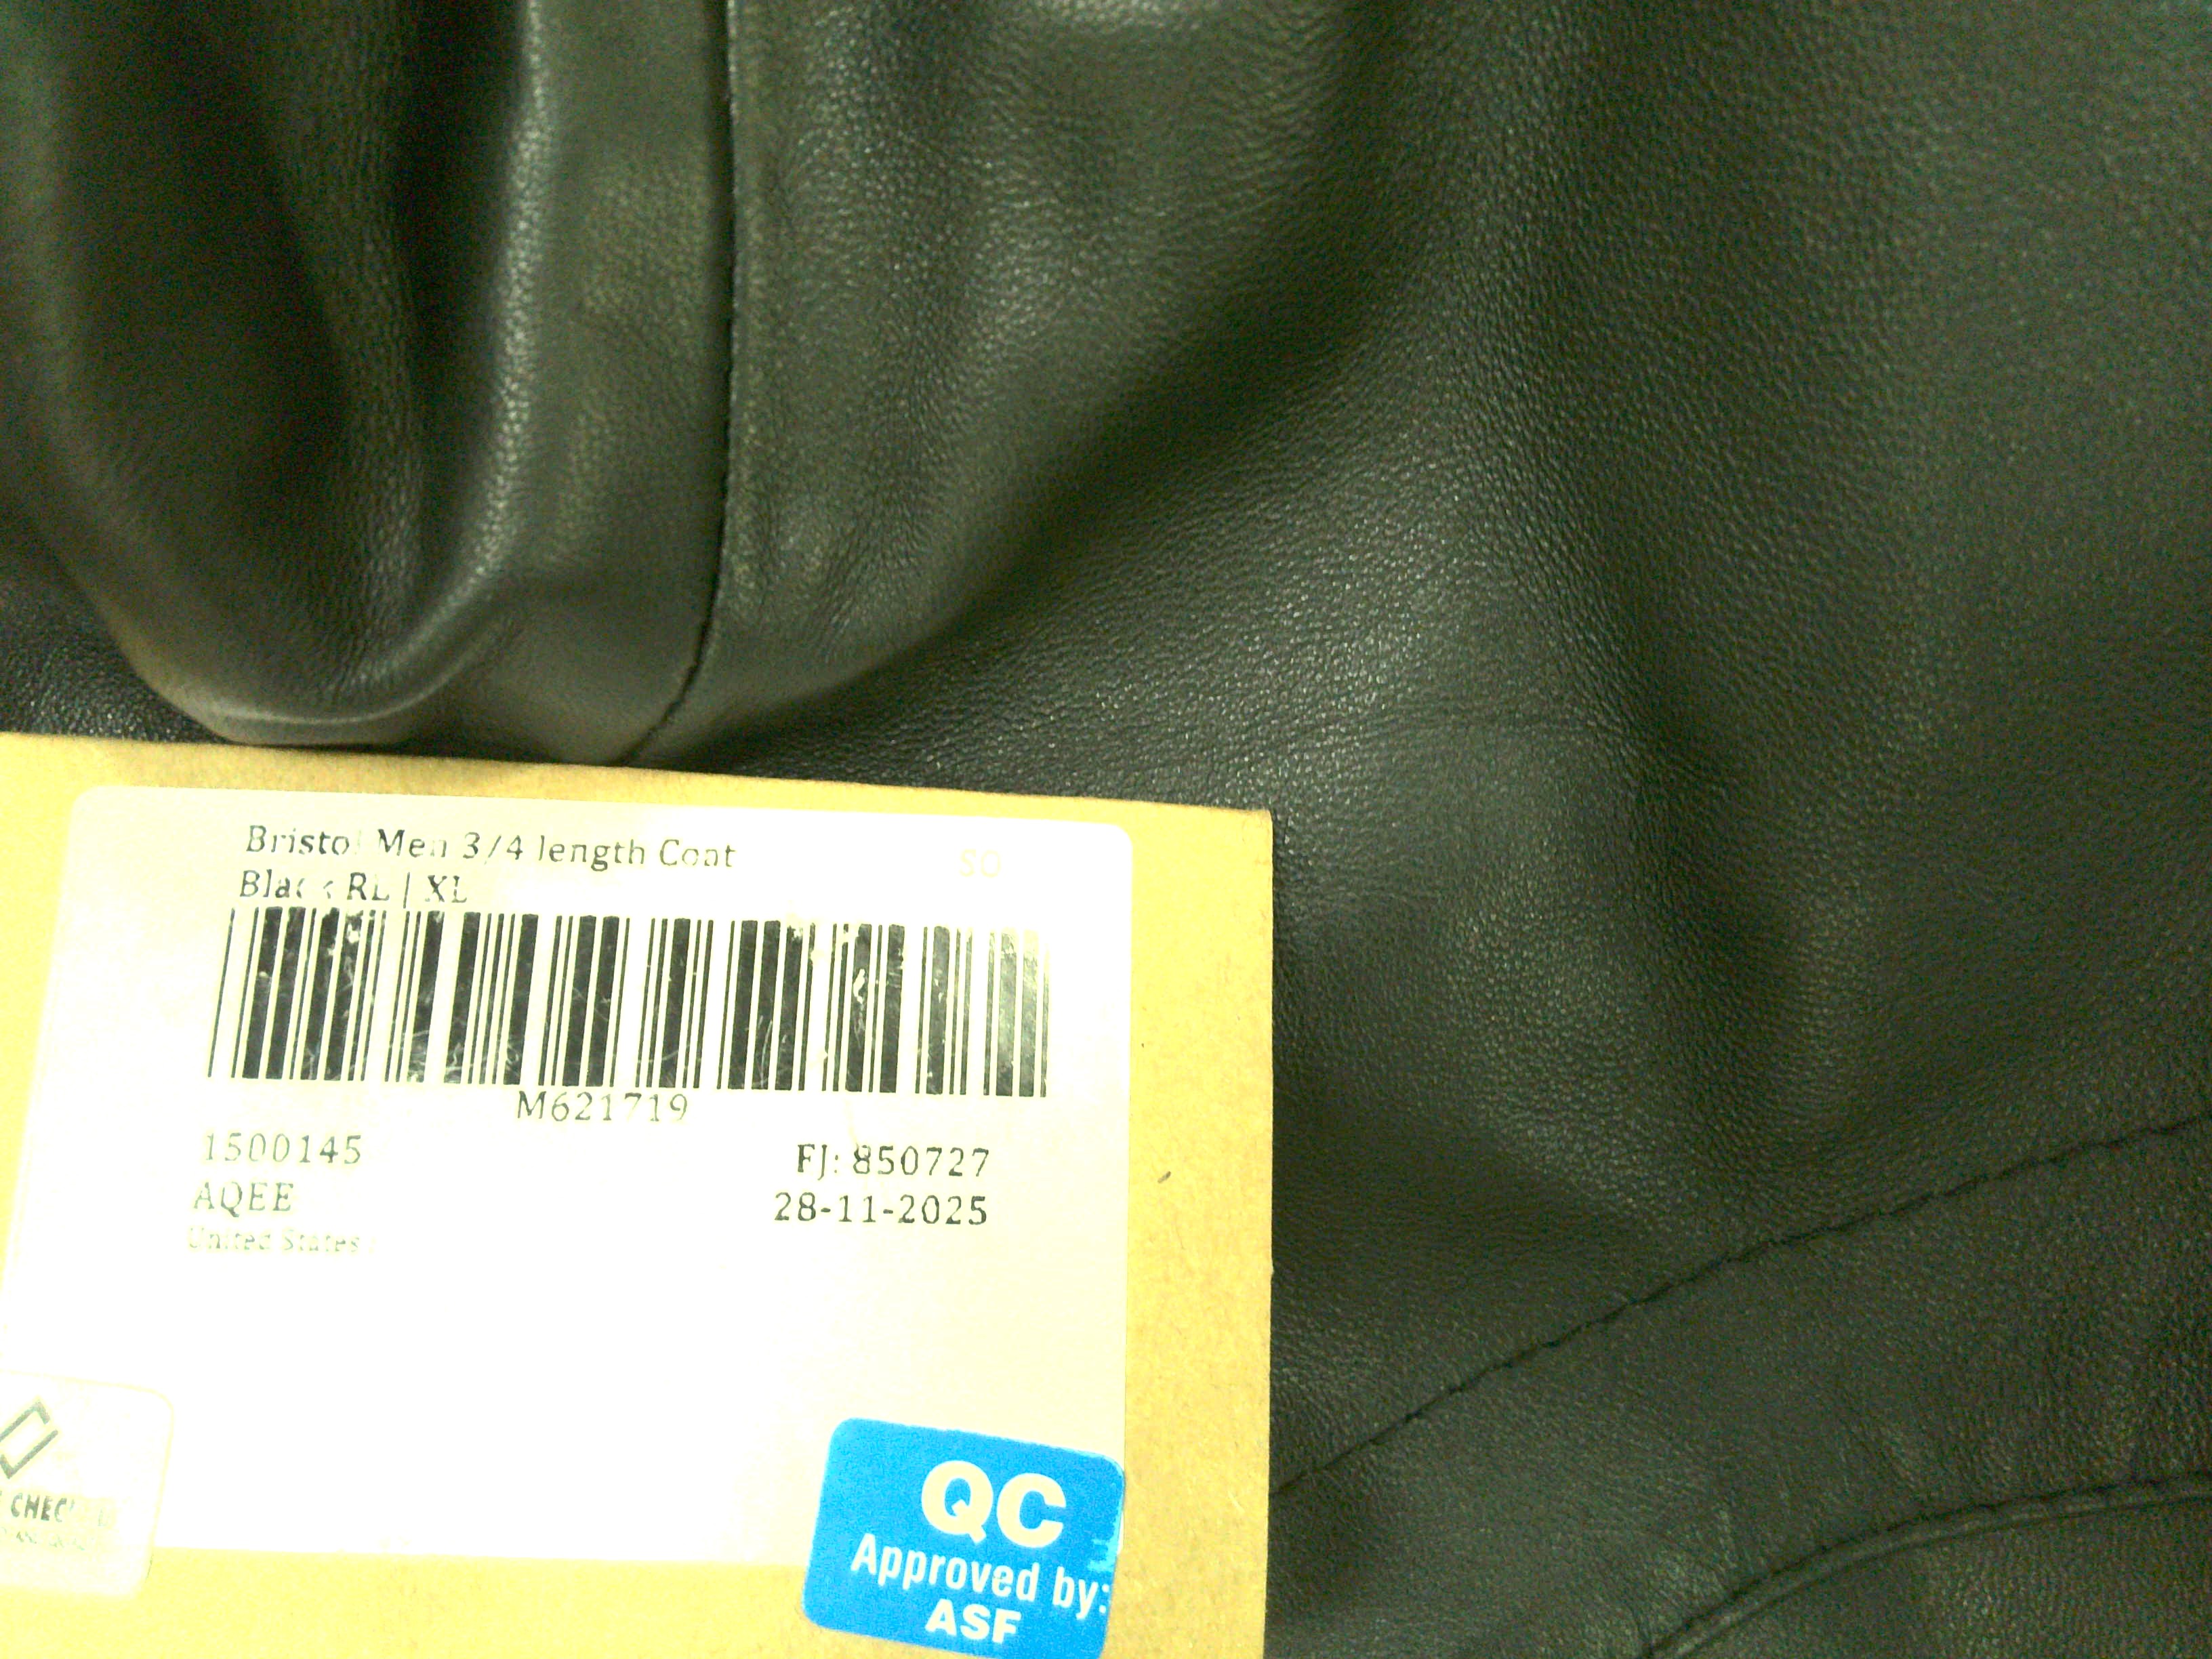 Bristol Men 3/4 length Coat
SO
Black RL | XL
M621719
1500145
FJ: 850727
AQEE
28-11-2025
United States
QC
Approved by:
ASF